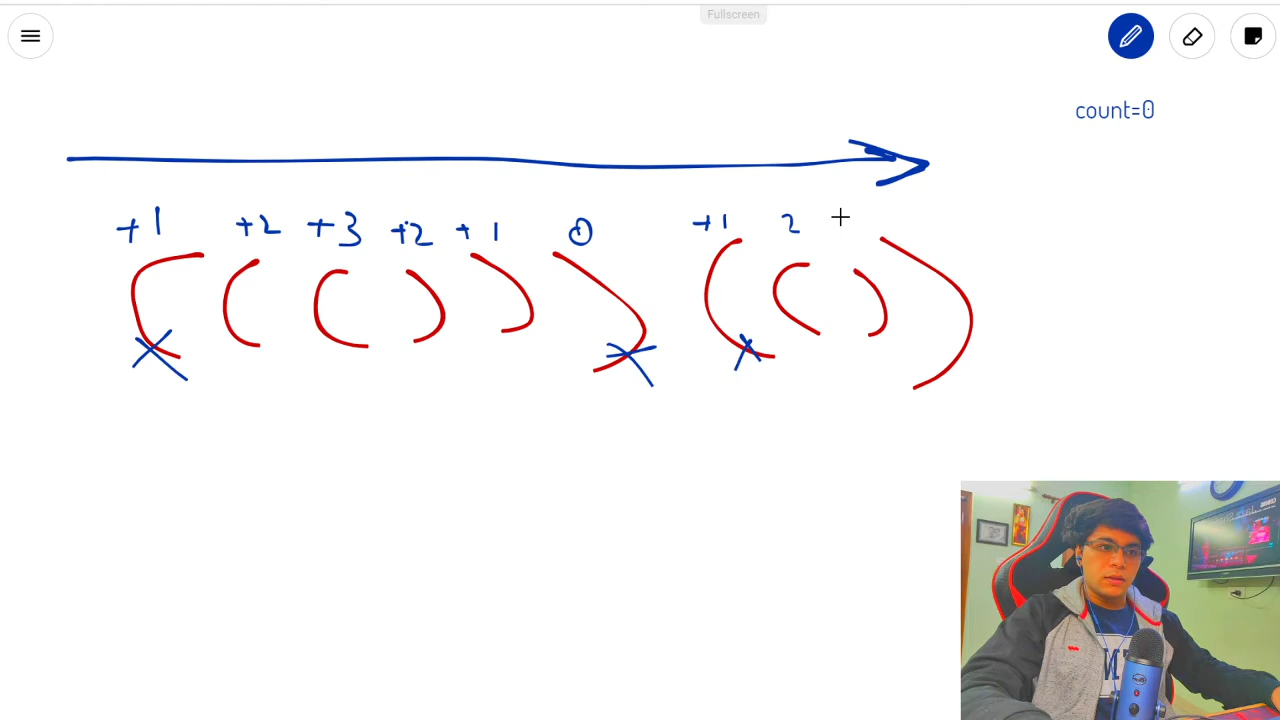 Fullscreen
count=0
+1 +2 +3 +2 +1 0 +1 2
( ( ( ) ) ) ( ( ) )